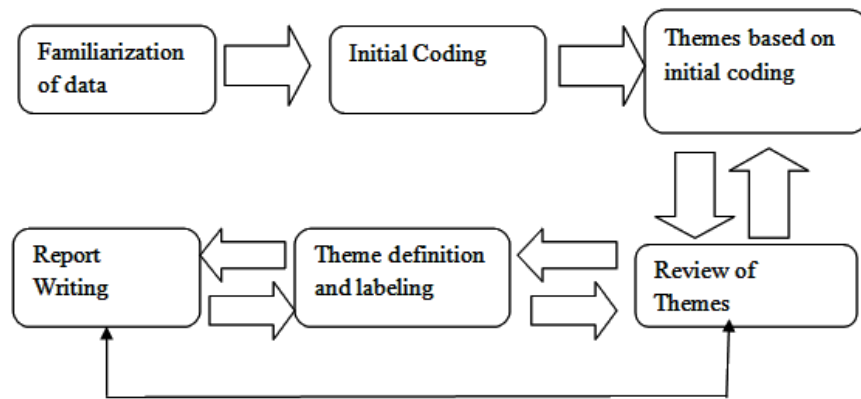 Familiarization
of data
Initial Coding
Themes based on
initial coding
Report
Writing
Theme definition
and labeling
Review of
Themes